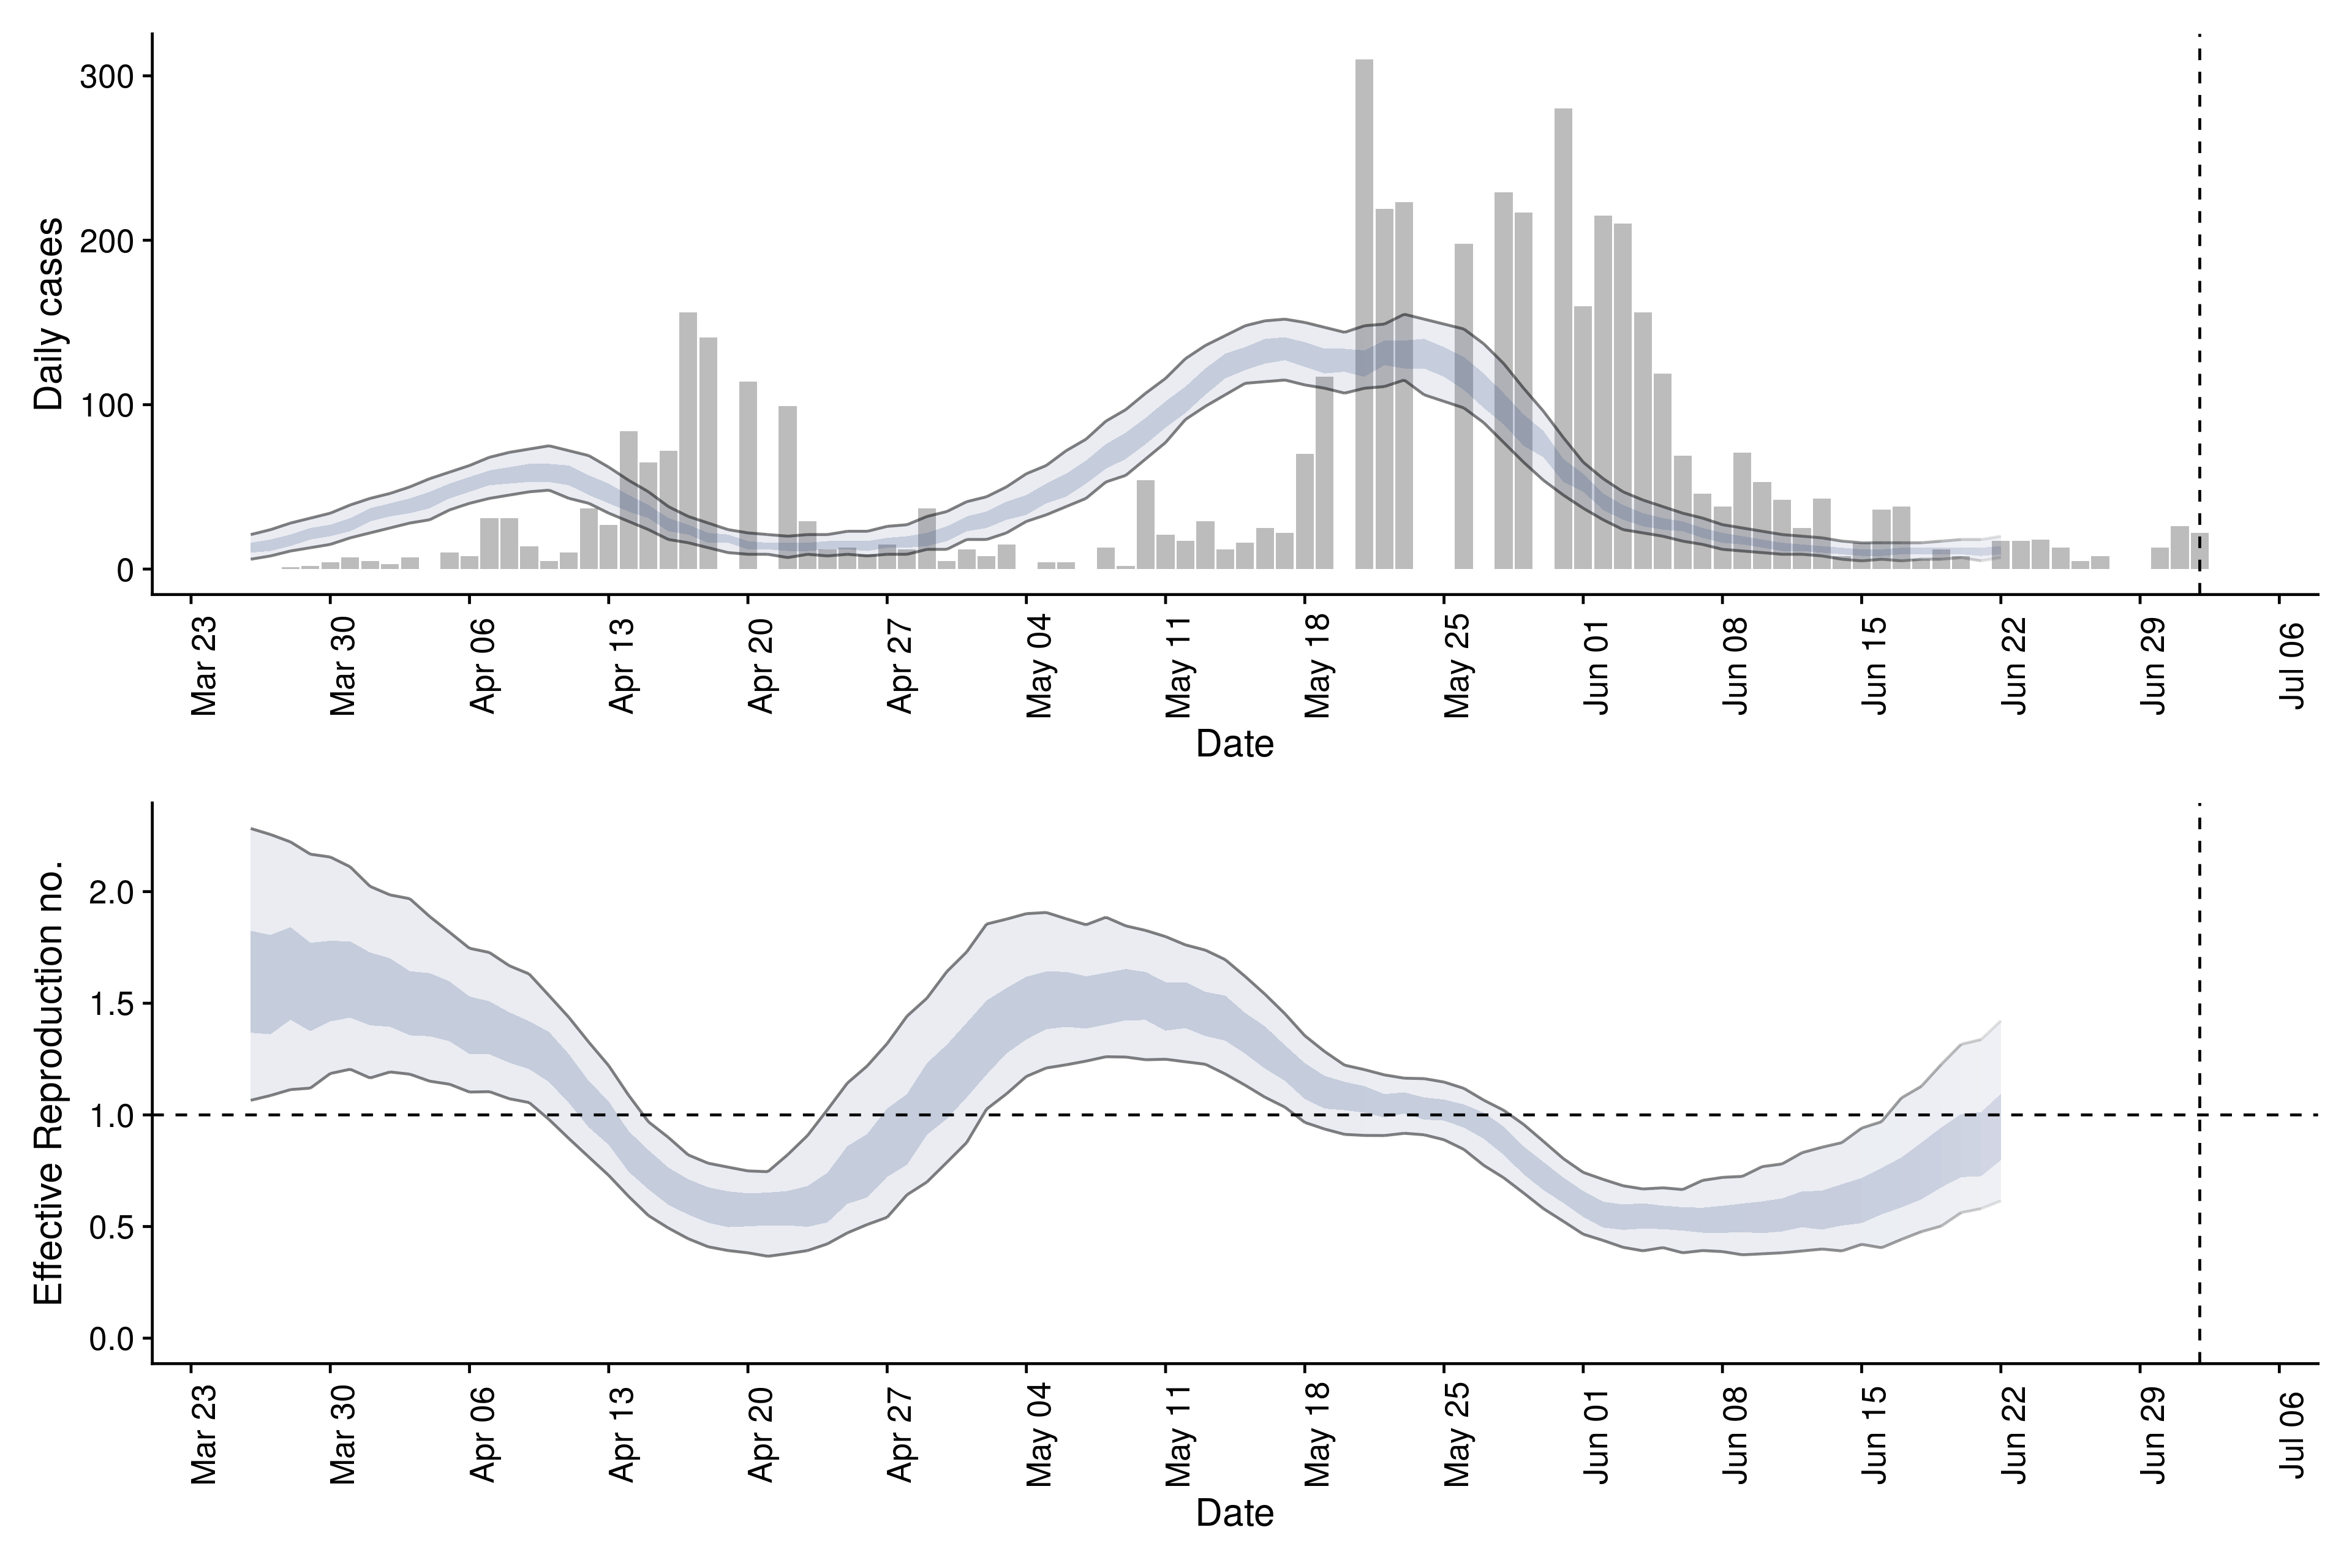 Daily cases
300
200
100
0
Mar 23
Mar 30
Apr 06
Apr 13
Apr 20
Apr 27
May 04
May 11
May 18
May 25
Jun 01
Jun 08
Jun 15
Jun 22
Jun 29
Jul 06
Date
Effective Reproduction no.
2.0
1.5
1.0
0.5
0.0
Mar 23
Mar 30
Apr 06
Apr 13
Apr 20
Apr 27
May 04
May 11
May 18
May 25
Jun 01
Jun 08
Jun 15
Jun 22
Jun 29
Jul 06
Date